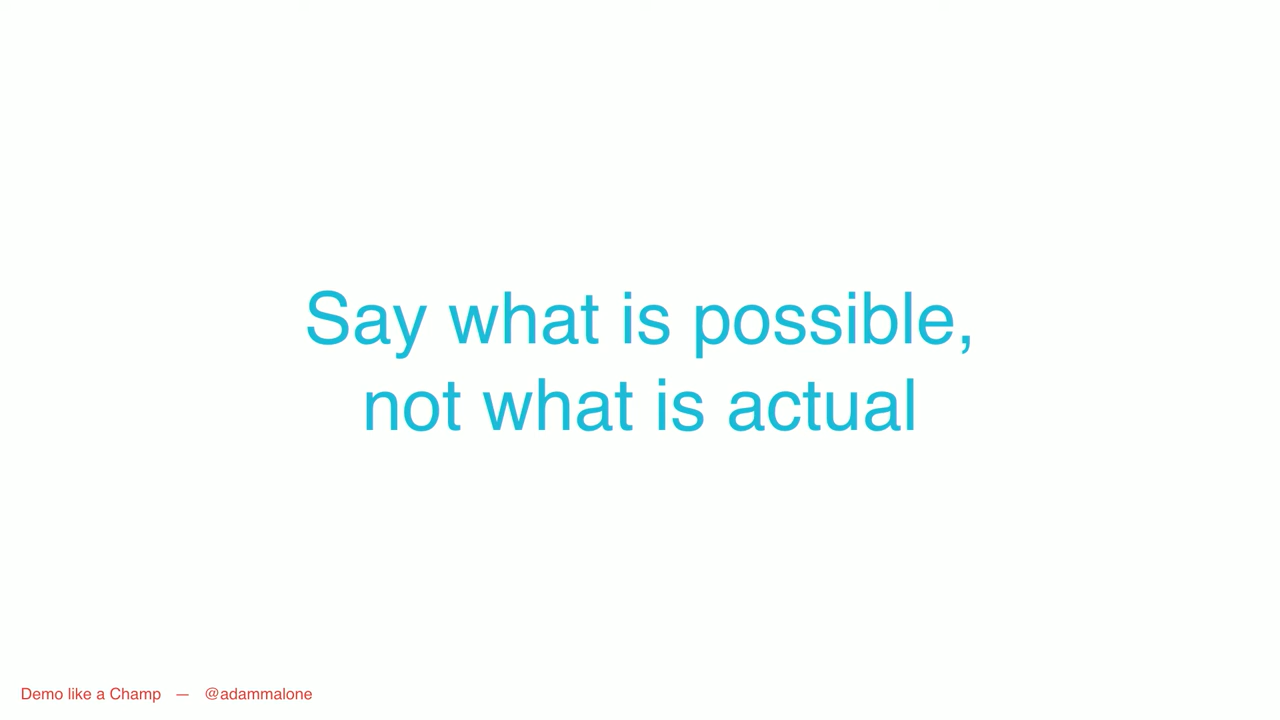 Say what is possible,
not what is actual
Demo like a Champ — @adammalone